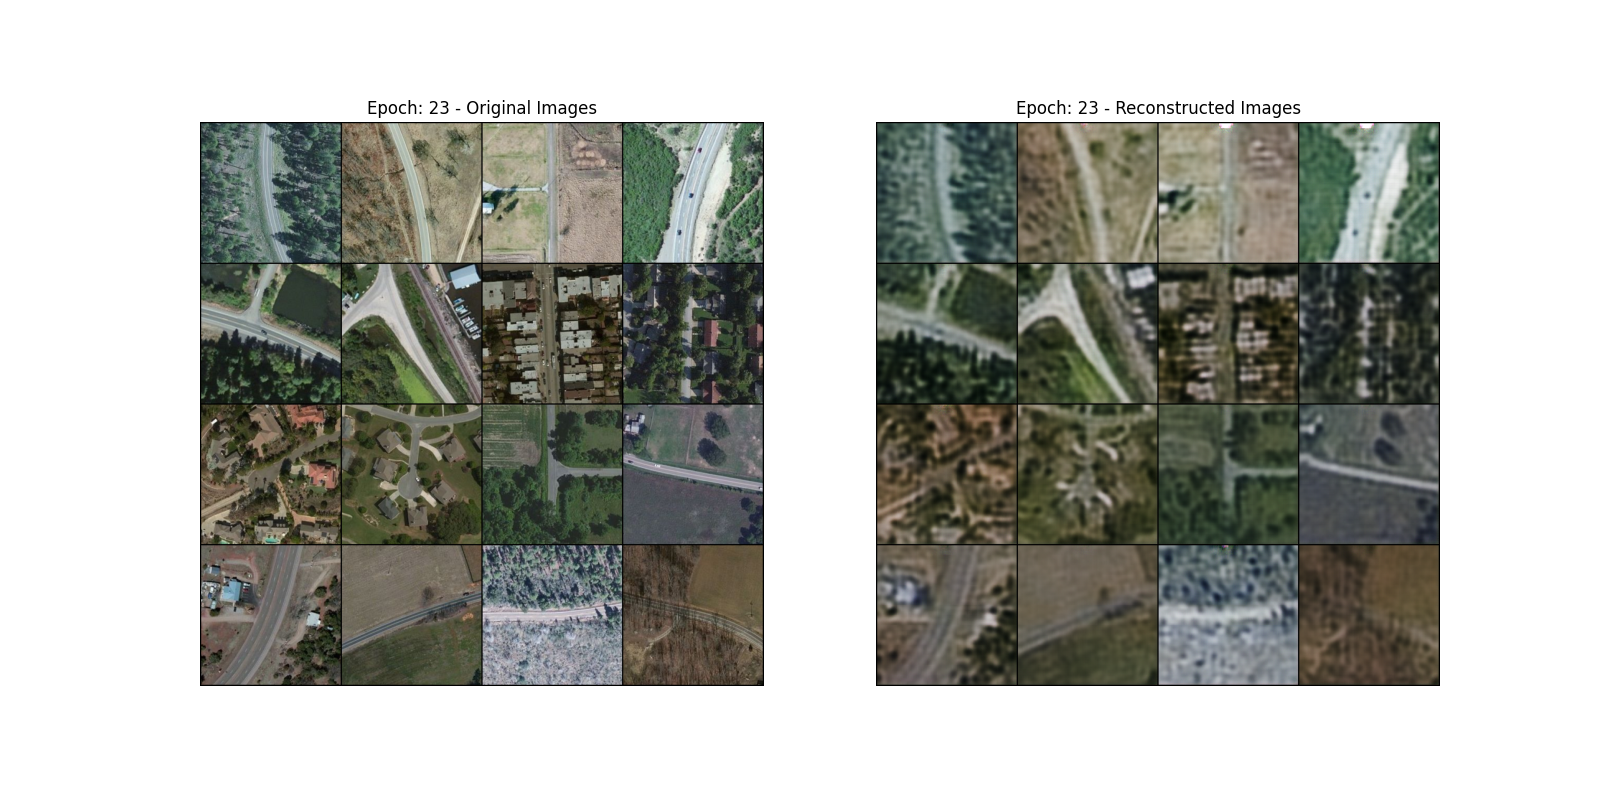 Epoch: 23 - Original Images
Epoch: 23 - Reconstructed Images